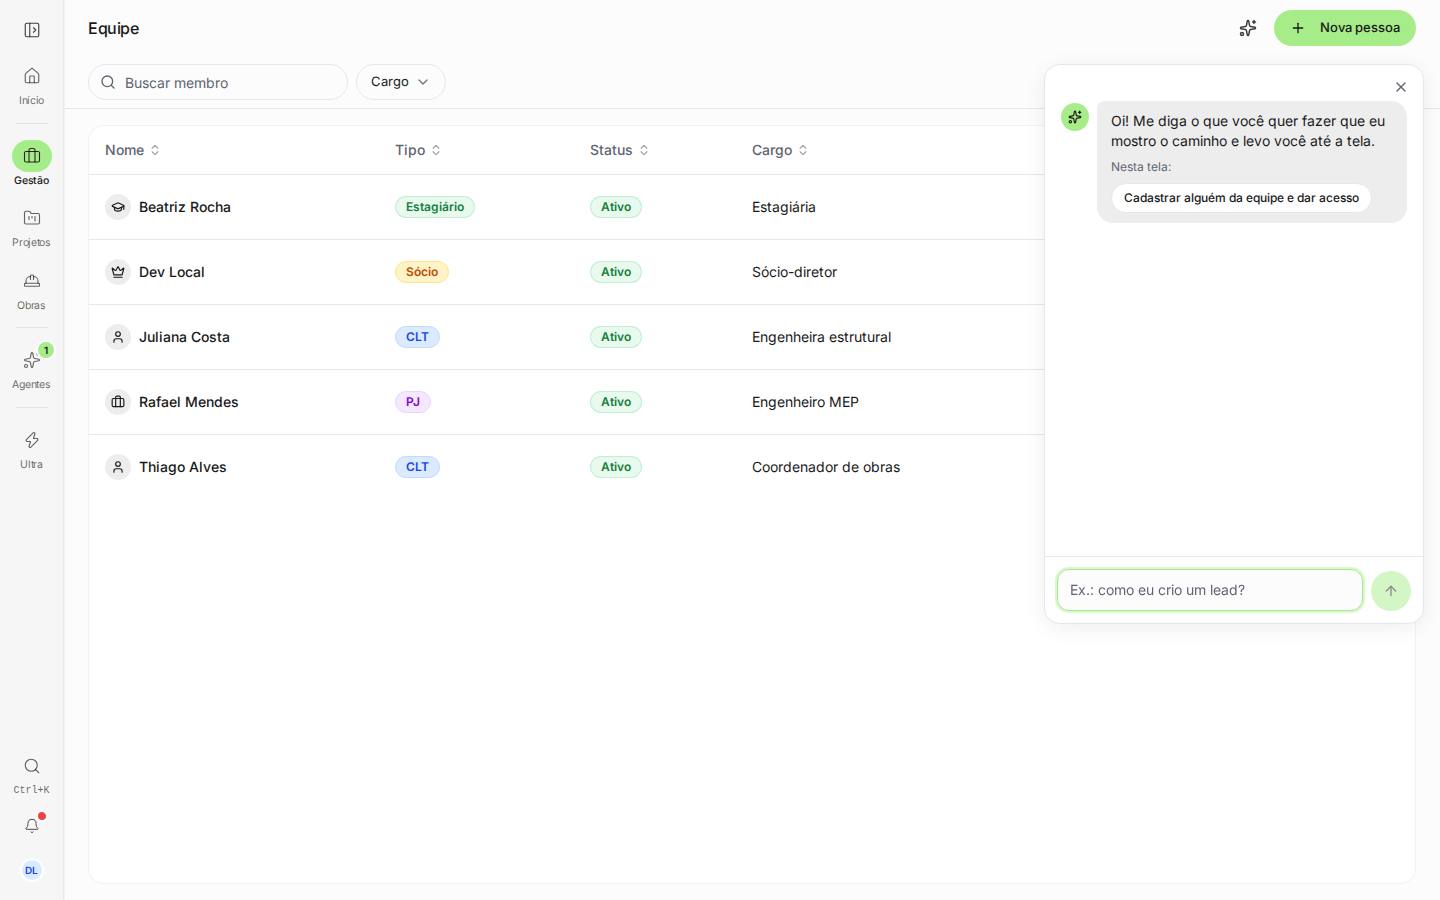 Equipe
Nova pessoa
Início
Gestão
Projetos
Obras
1
Agentes
Ultra
Ctrl+K
DL
Buscar membro
Cargo
Nome
Tipo
Status
Cargo
Beatriz Rocha
Estagiário
Ativo
Estagiária
Dev Local
Sócio
Ativo
Sócio-diretor
Juliana Costa
CLT
Ativo
Engenheira estrutural
Rafael Mendes
PJ
Ativo
Engenheiro MEP
Thiago Alves
CLT
Ativo
Coordenador de obras
Oi! Me diga o que você quer fazer que eu
mostro o caminho e levo você até a tela.
Nesta tela:
Cadastrar alguém da equipe e dar acesso
Ex.: como eu crio um lead?